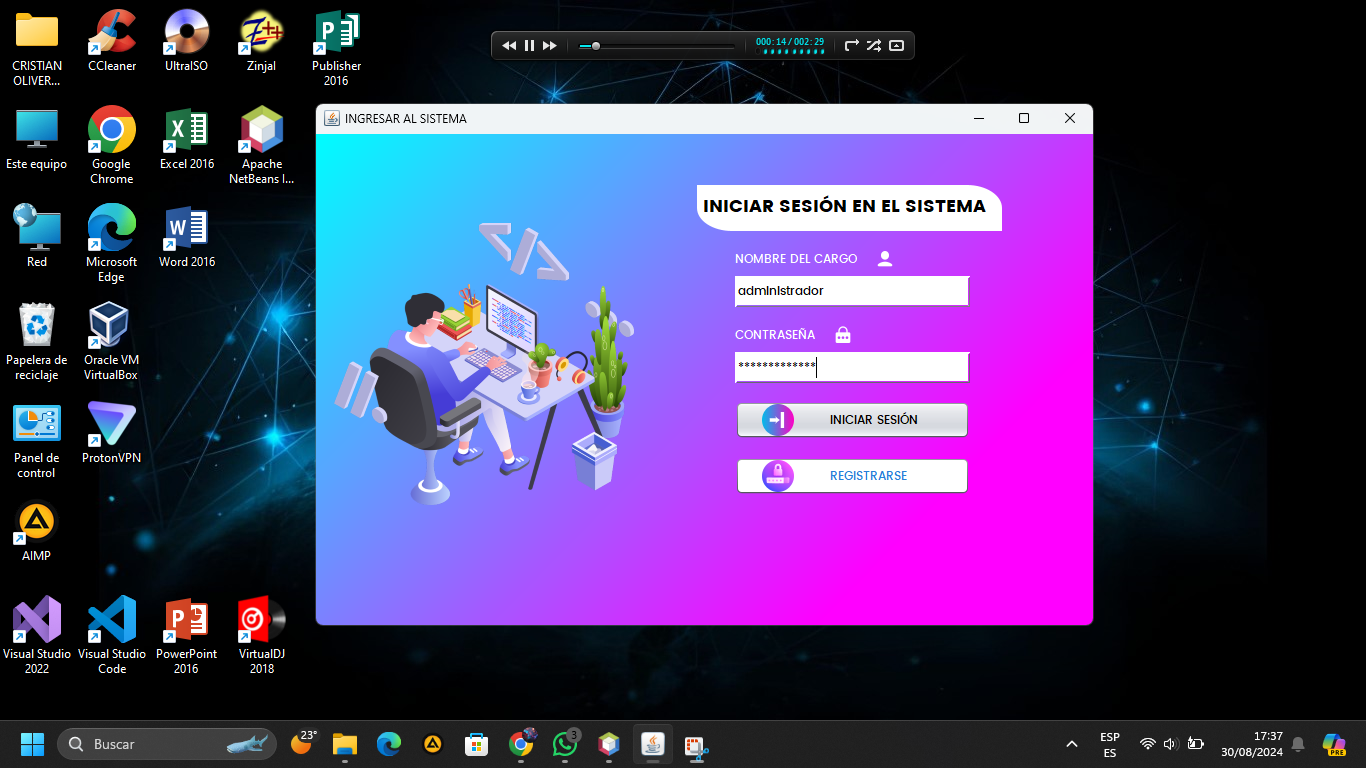 CRISTIAN
OLIVER...
CCleaner
UltraISO
Zinjal
Publisher
2016
000:14 / 002:29
Este equipo
Google
Chrome
Excel 2016
Apache
NetBeans I...
Red
Microsoft
Edge
Word 2016
Papelera de
reciclaje
Oracle VM
VirtualBox
Panel de
control
ProtonVPN
AIMP
Visual Studio
2022
Visual Studio
Code
PowerPoint
2016
VirtualDJ
2018
INGRESAR AL SISTEMA
INICIAR SESIÓN EN EL SISTEMA
NOMBRE DEL CARGO
administrador
CONTRASEÑA
*************
INICIAR SESIÓN
REGISTRARSE
Buscar
23°
3
ESP
ES
17:37
30/08/2024
PRE